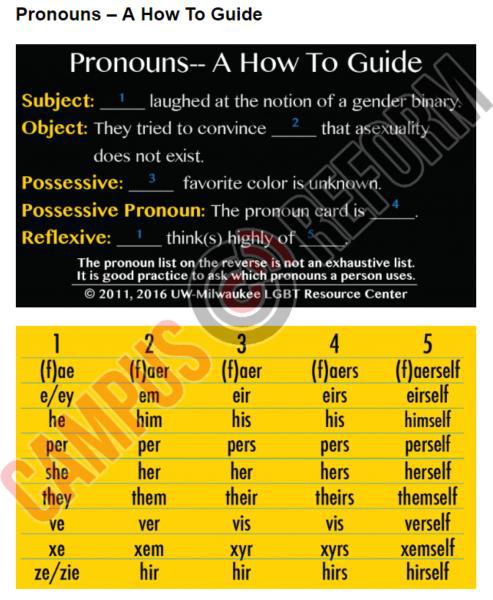 Pronouns – A How To Guide
Pronouns-- A How To Guide
Subject: __1__ laughed at the notion of a gender binary.
Object: They tried to convince __2__ that asexuality
does not exist.
Possessive: __3__ favorite color is unknown.
Possessive Pronoun: The pronoun card is __4__.
Reflexive: __1__ think(s) highly of __5__.
The pronoun list on the reverse is not an exhaustive list.
It is good practice to ask which pronouns a person uses.
© 2011, 2016 UW-Milwaukee LGBT Resource Center
1 2 3 4 5
(f)ae (f)aer (f)aer (f)aers (f)aerself
e/ey em eir eirs eirself
he him his his himself
per per pers pers perself
she her her hers herself
they them their theirs themself
ve ver vis vis verself
xe xem xyr xyrs xemself
ze/zie hir hir hirs hirself
CAMPUS REFORM